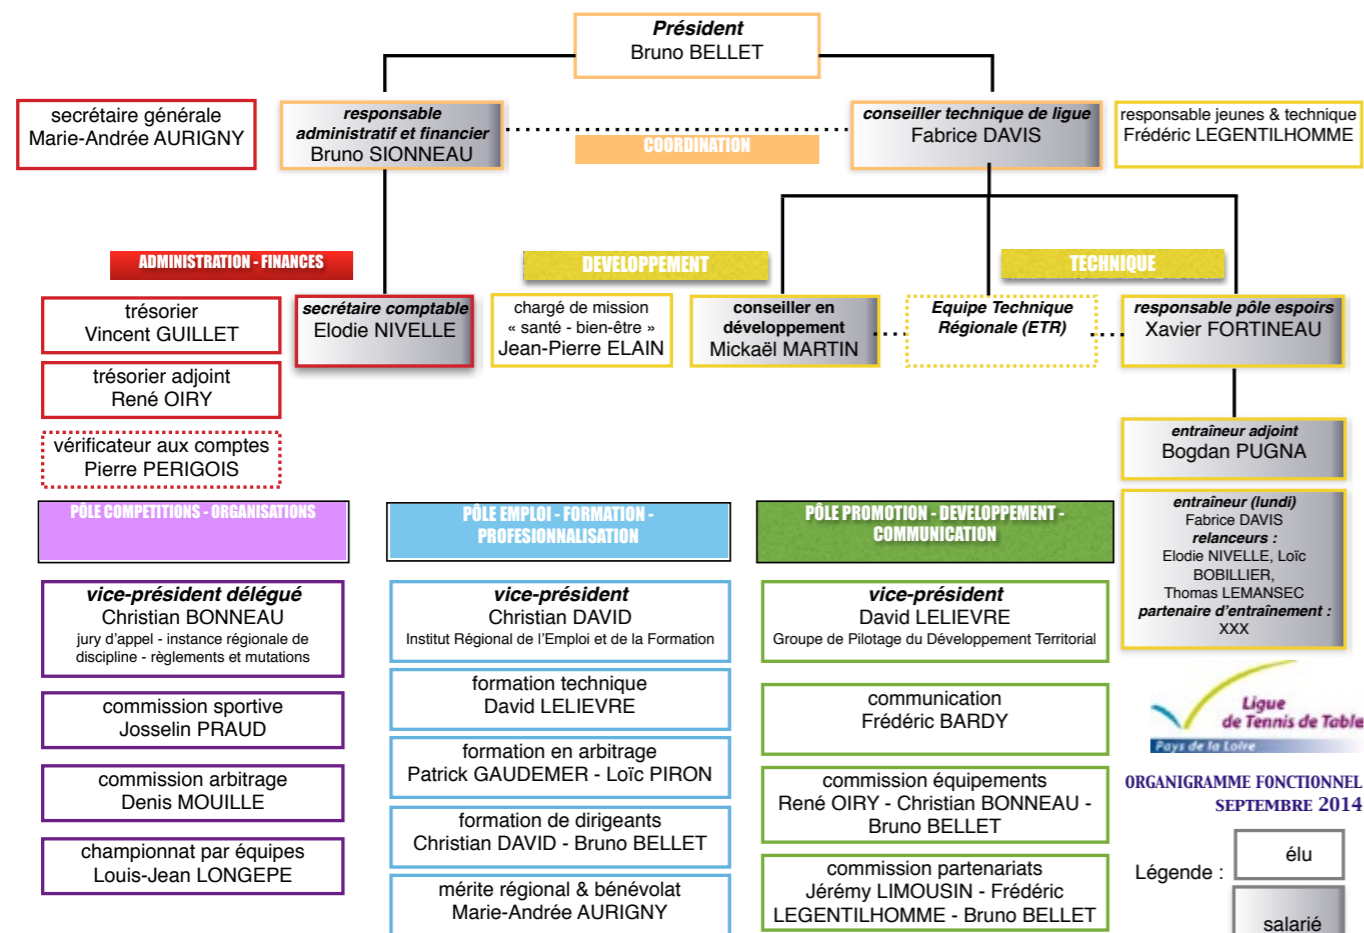 Président
Bruno BELLET
secrétaire générale
Marie-Andrée AURIGNY
responsable
administratif et financier
Bruno SIONNEAU
COORDINATION
conseiller technique de ligue
Fabrice DAVIS
responsable jeunes & technique
Frédéric LEGENTILHOMME
ADMINISTRATION - FINANCES
DEVELOPPEMENT
TECHNIQUE
trésorier
Vincent GUILLET
secrétaire comptable
Elodie NIVELLE
chargé de mission
« santé - bien-être »
Jean-Pierre ELAIN
conseiller en
développement
Mickaël MARTIN
Equipe Technique
Régionale (ETR)
responsable pôle espoirs
Xavier FORTINEAU
trésorier adjoint
René OIRY
vérificateur aux comptes
Pierre PERIGOIS
entraîneur adjoint
Bogdan PUGNA
entraîneur (lundi)
Fabrice DAVIS
relanceurs :
Elodie NIVELLE, Loïc
BOBILLIER,
Thomas LEMANSEC
partenaire d'entraînement :
XXX
PÔLE COMPETITIONS - ORGANISATIONS
vice-président délégué
Christian BONNEAU
jury d'appel - instance régionale de
discipline - règlements et mutations
commission sportive
Josselin PRAUD
commission arbitrage
Denis MOUILLE
championnat par équipes
Louis-Jean LONGEPE
PÔLE EMPLOI - FORMATION -
PROFESIONNALISATION
vice-président
Christian DAVID
Institut Régional de l'Emploi et de la Formation
formation technique
David LELIEVRE
formation en arbitrage
Patrick GAUDEMER - Loïc PIRON
formation de dirigeants
Christian DAVID - Bruno BELLET
mérite régional & bénévolat
Marie-Andrée AURIGNY
PÔLE PROMOTION - DEVELOPPEMENT -
COMMUNICATION
vice-président
David LELIEVRE
Groupe de Pilotage du Développement Territorial
communication
Frédéric BARDY
commission équipements
René OIRY - Christian BONNEAU -
Bruno BELLET
commission partenariats
Jérémy LIMOUSIN - Frédéric
LEGENTILHOMME - Bruno BELLET
Ligue
de Tennis de Table
Pays de la Loire
ORGANIGRAMME FONCTIONNEL
SEPTEMBRE 2014
Légende :
élu
salarié